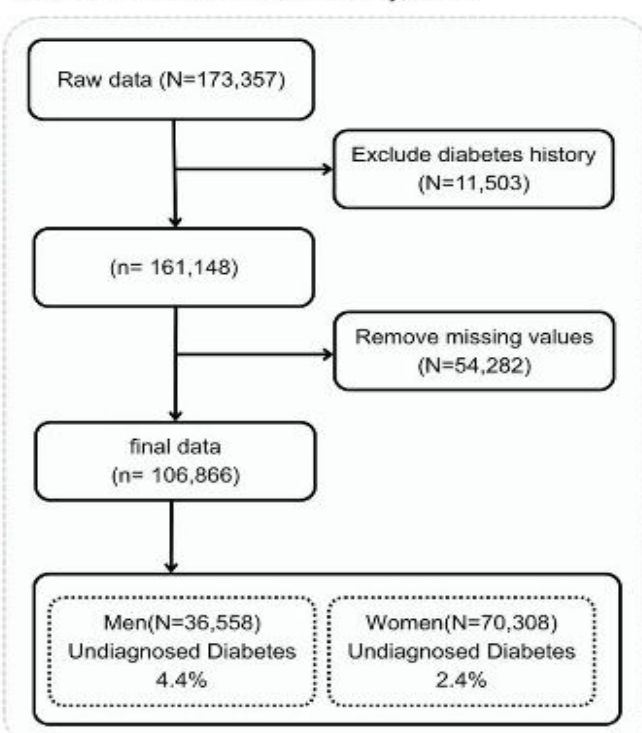 Raw data (N=173,357)
Exclude diabetes history
(N=11,503)
(n= 161,148)
Remove missing values
(N=54,282)
final data
(n= 106,866)
Men(N=36,558)
Undiagnosed Diabetes
4.4%
Women(N=70,308)
Undiagnosed Diabetes
2.4%